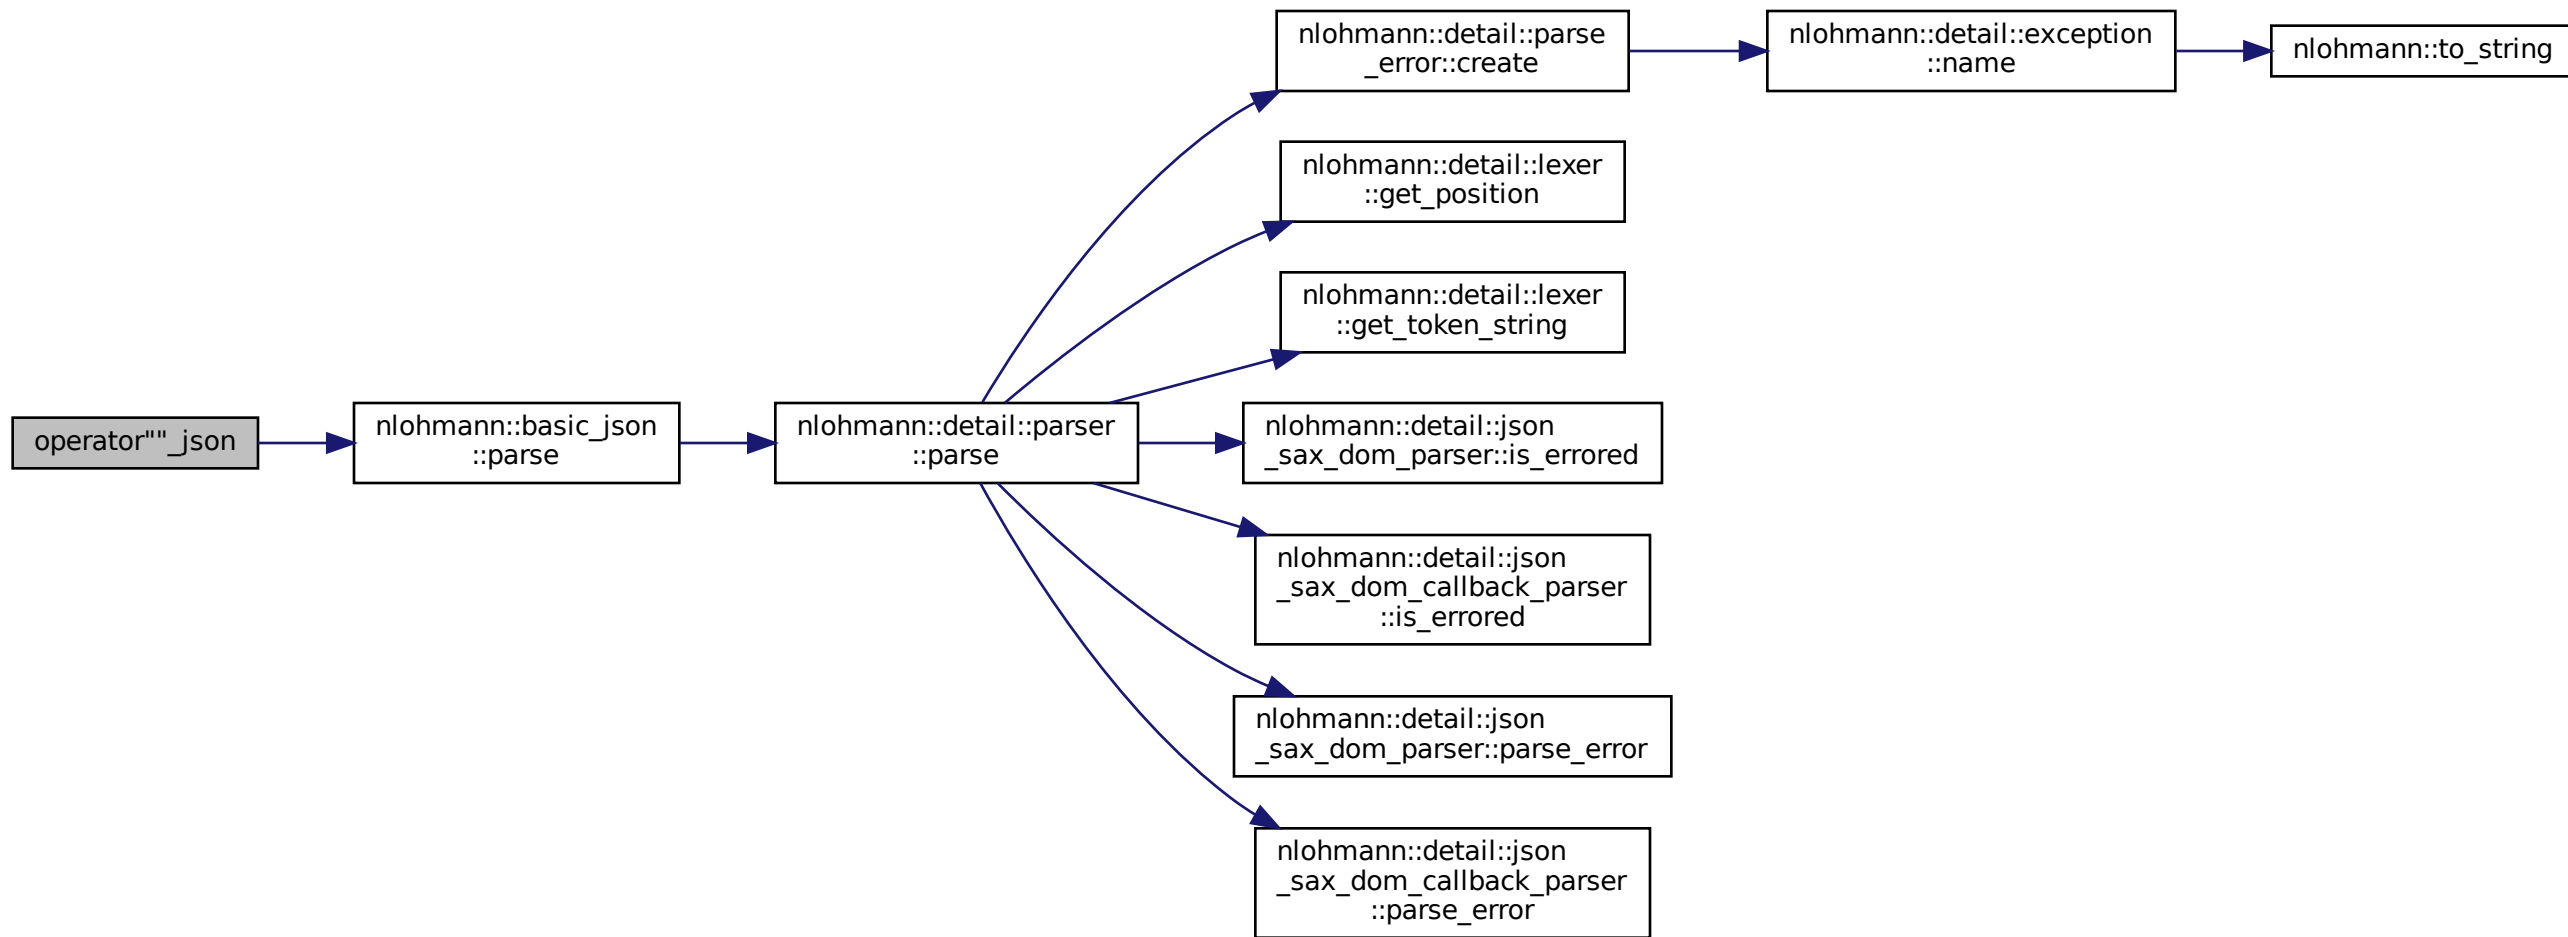 nlohmann::detail::parse
_error::create
nlohmann::detail::exception
::name
nlohmann::to_string
nlohmann::detail::lexer
::get_position
nlohmann::detail::lexer
::get_token_string
operator""_json
nlohmann::basic_json
::parse
nlohmann::detail::parser
::parse
nlohmann::detail::json
_sax_dom_parser::is_errored
nlohmann::detail::json
_sax_dom_callback_parser
::is_errored
nlohmann::detail::json
_sax_dom_parser::parse_error
nlohmann::detail::json
_sax_dom_callback_parser
::parse_error